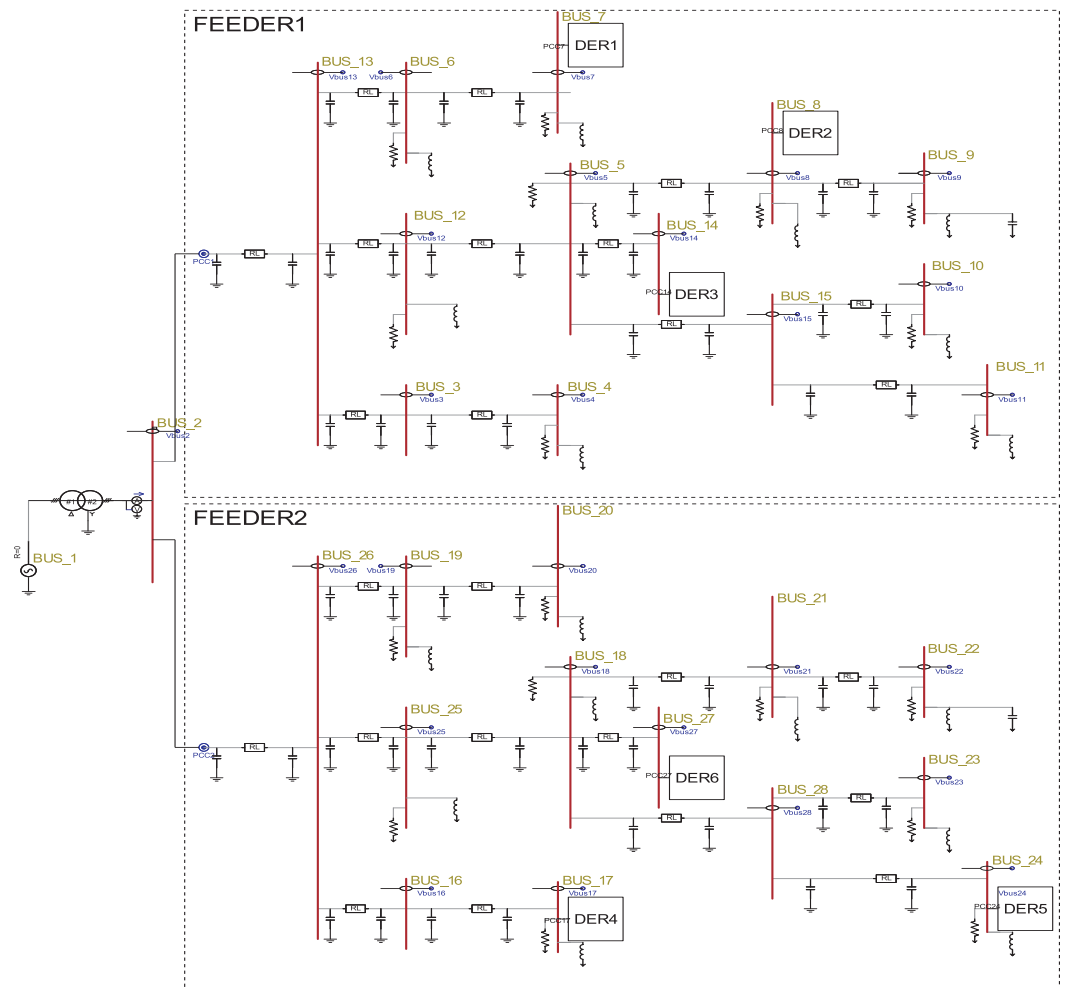 FEEDER1
BUS_7
PCC7
DER1
Vbus7
BUS_13
Vbus13
BUS_6
Vbus6
RL
RL
BUS_8
PCC8
DER2
Vbus8
BUS_5
Vbus5
RL
RL
BUS_9
Vbus9
BUS_12
Vbus12
BUS_14
Vbus14
RL
RL
PCC1
RL
PCC14
DER3
BUS_10
Vbus10
BUS_15
Vbus15
RL
RL
BUS_11
Vbus11
RL
BUS_3
Vbus3
BUS_4
Vbus4
RL
RL
BUS_2
Vbus2
#1
#2
A
V
R=0
BUS_1
FEEDER2
BUS_20
Vbus20
BUS_26
Vbus26
BUS_19
Vbus19
RL
RL
BUS_21
Vbus21
BUS_18
Vbus18
RL
RL
BUS_22
Vbus22
BUS_25
Vbus25
BUS_27
Vbus27
RL
RL
PCC2
RL
PCC27
DER6
BUS_23
Vbus23
BUS_28
Vbus28
RL
RL
BUS_24
Vbus24
PCC24
DER5
RL
BUS_16
Vbus16
BUS_17
Vbus17
PCC17
DER4
RL
RL